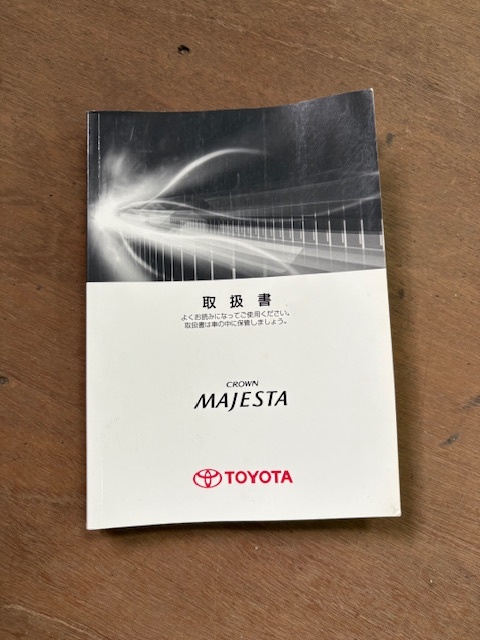 取扱書
よくお読みになってご使用ください。
取扱書は車の中に保管しましょう。
CROWN
MAJESTA
TOYOTA